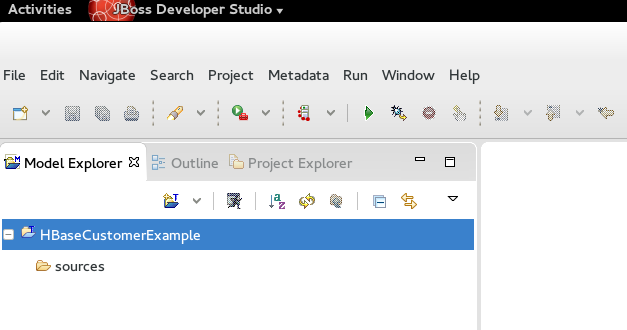 Activities JBoss Developer Studio
File Edit Navigate Search Project Metadata Run Window Help
Model Explorer Outline Project Explorer
HBaseCustomerExample
sources